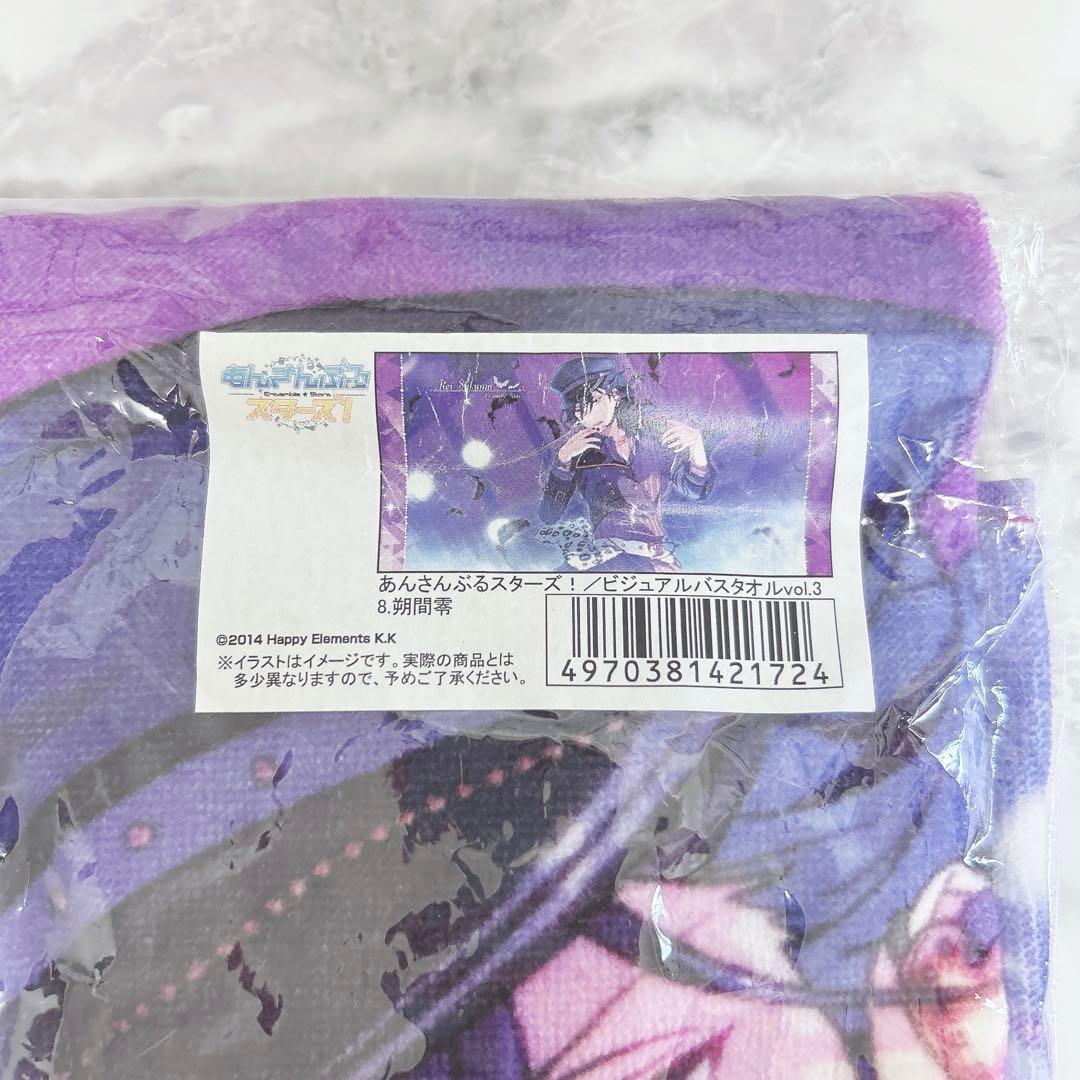 あんさんぶる
Ensemble ★ Stars
スターズ!
Rei Sakuma
あんさんぶるスターズ!/ビジュアルバスタオルvol.3
8.朔間零
©2014 Happy Elements K.K
※イラストはイメージです。実際の商品とは
多少異なりますので、予めご了承ください。
4970381421724